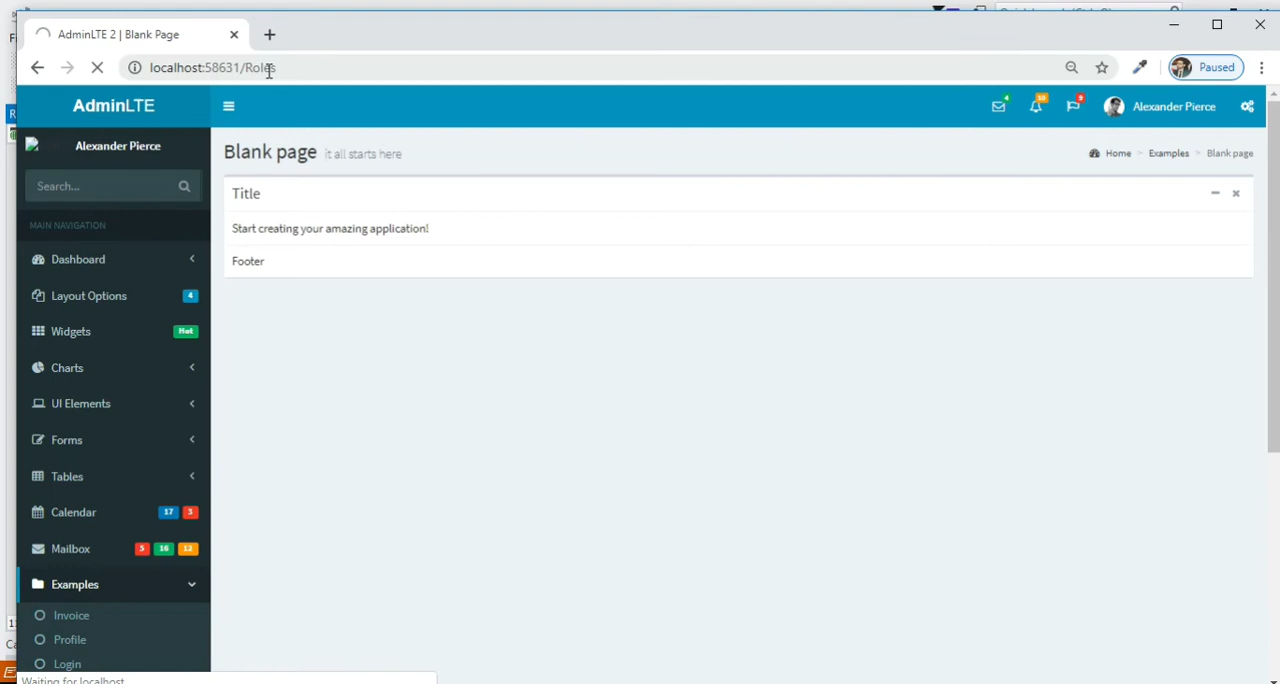 AdminLTE 2 | Blank Page
localhost:58631/Roles
Paused
AdminLTE
4
10
9
Alexander Pierce
Alexander Pierce
Blank page it all starts here
Home > Examples > Blank page
Search...
Title
MAIN NAVIGATION
Start creating your amazing application!
Dashboard
Footer
Layout Options 4
Widgets Hot
Charts
UI Elements
Forms
Tables
Calendar 17 3
Mailbox 5 16 12
Examples
Invoice
Profile
Login
Waiting for localhost